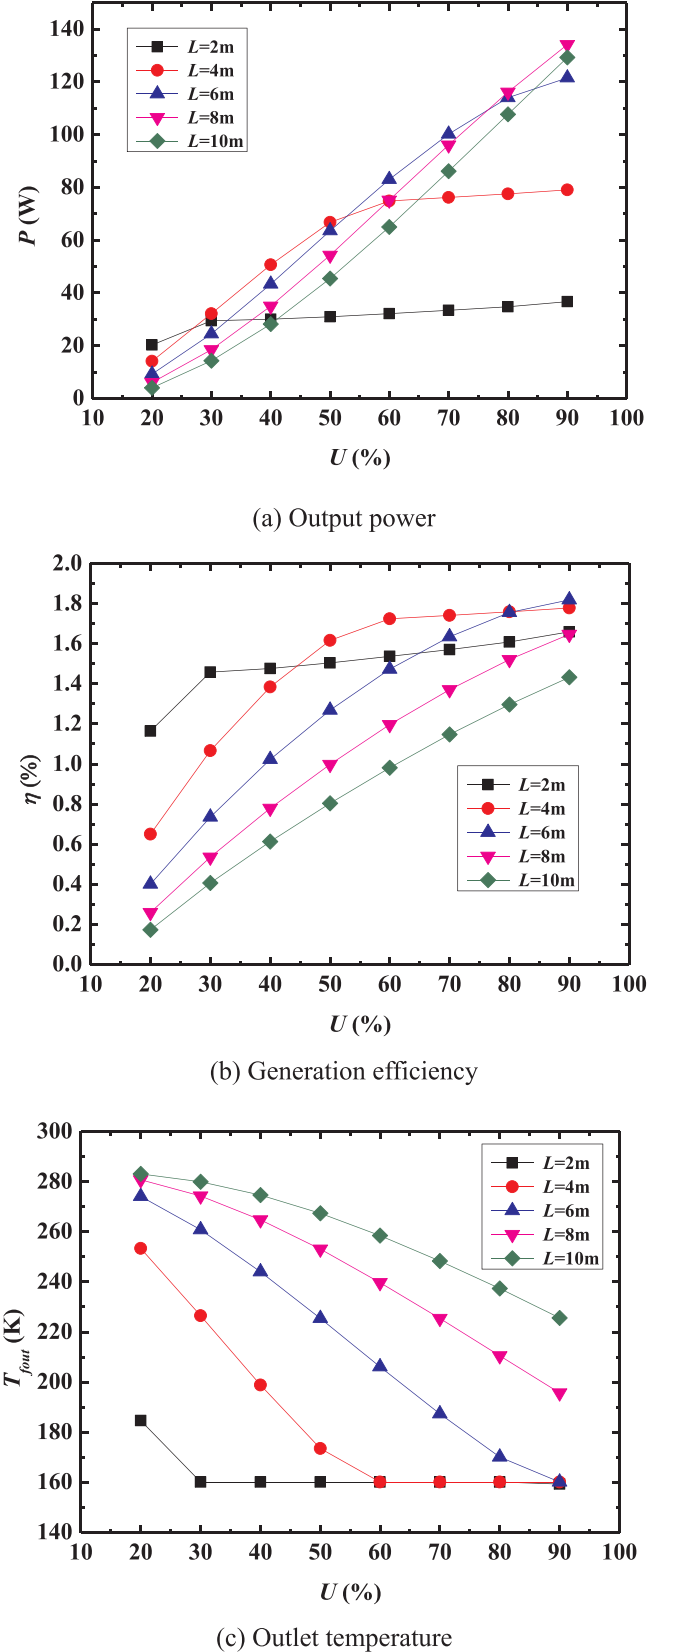 140
120
100
80
60
40
20
0
P (W)
L=2m
L=4m
L=6m
L=8m
L=10m
10 20 30 40 50 60 70 80 90 100
U (%)
(a) Output power
2.0
1.8
1.6
1.4
1.2
1.0
0.8
0.6
0.4
0.2
0.0
η (%)
L=2m
L=4m
L=6m
L=8m
L=10m
10 20 30 40 50 60 70 80 90 100
U (%)
(b) Generation efficiency
300
280
260
240
220
200
180
160
140
T_fout (K)
L=2m
L=4m
L=6m
L=8m
L=10m
10 20 30 40 50 60 70 80 90 100
U (%)
(c) Outlet temperature